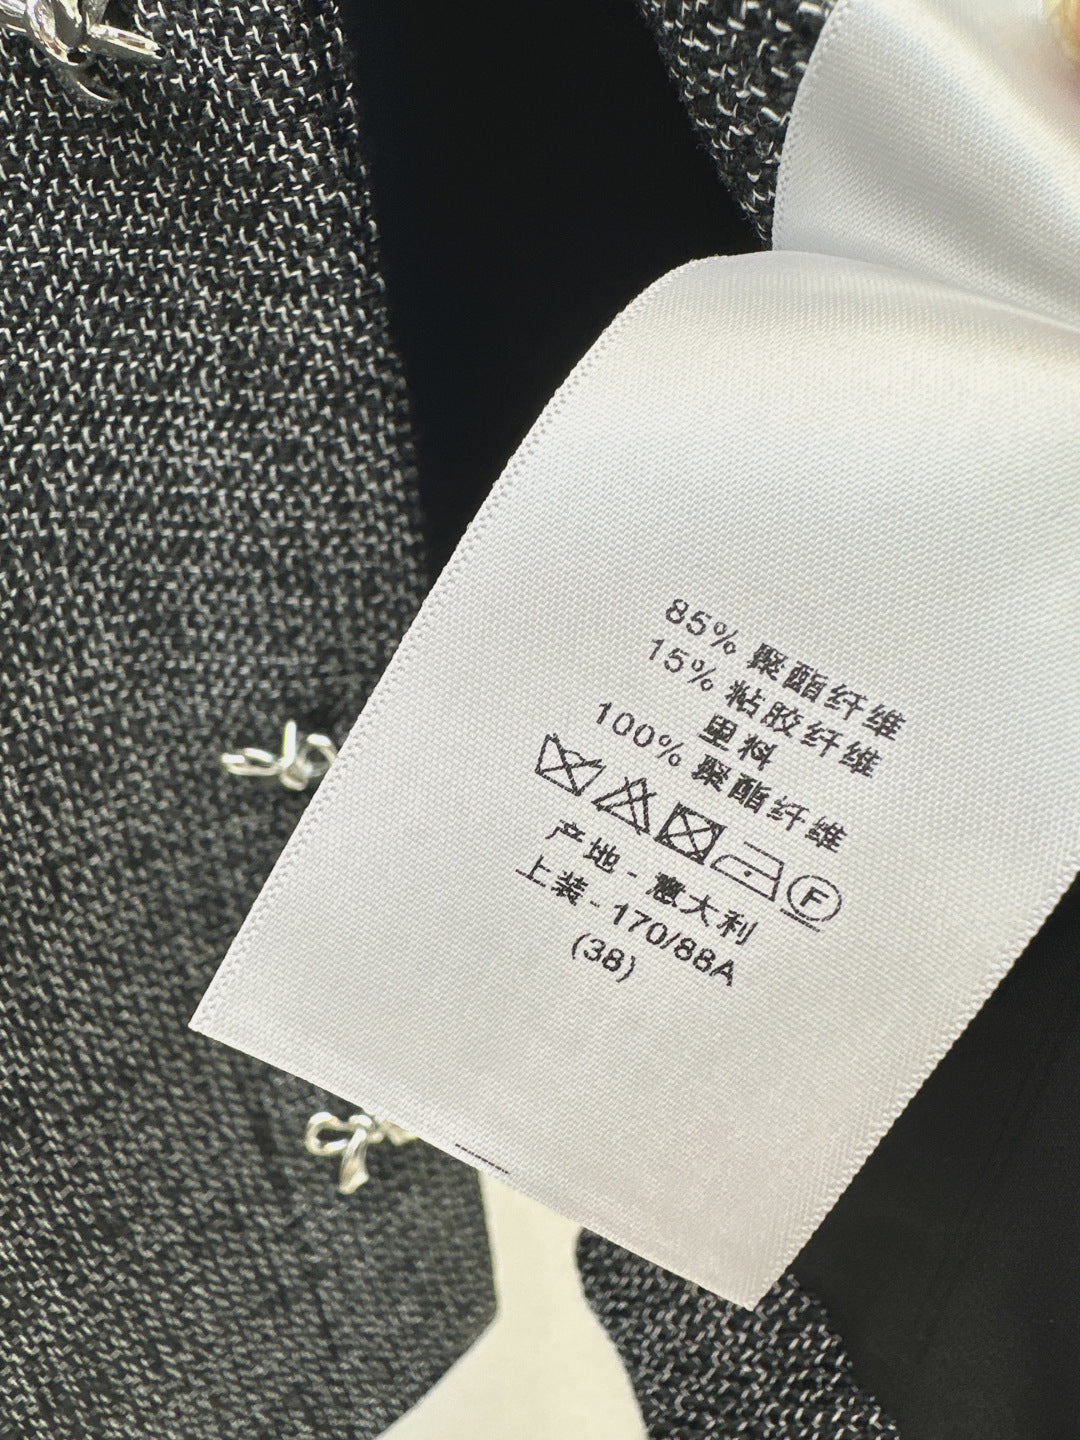 85% 聚酯纤维
15% 粘胶纤维
里料
100% 聚酯纤维
F
产地 - 意大利
上装 - 170/88A
(38)